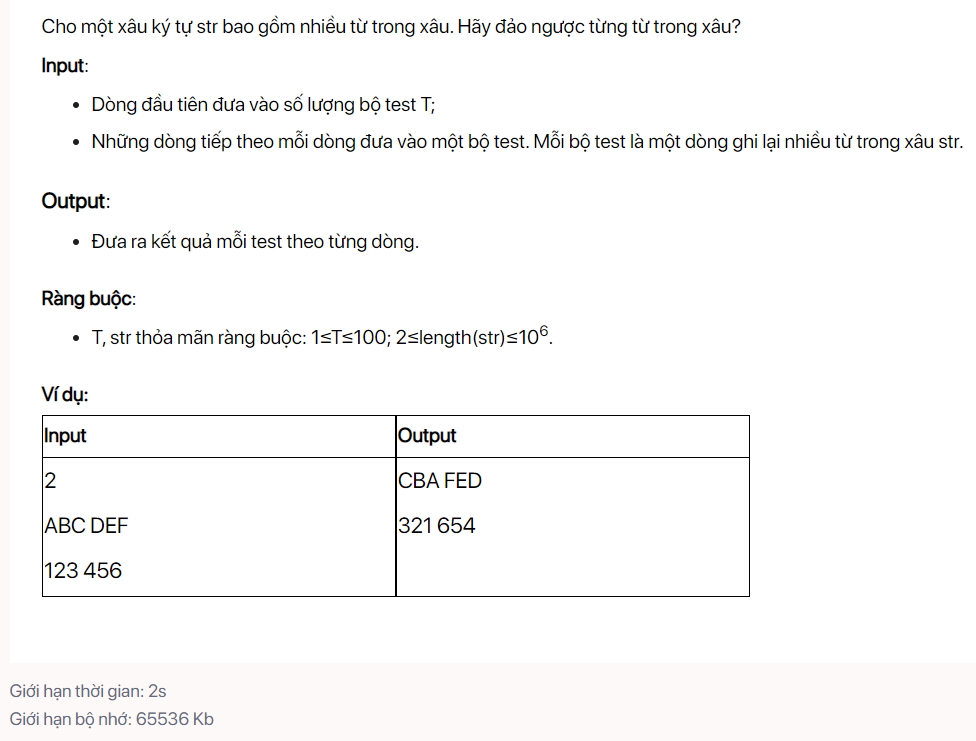 Cho một xâu ký tự str bao gồm nhiều từ trong xâu. Hãy đảo ngược từng từ trong xâu?
Input:
• Dòng đầu tiên đưa vào số lượng bộ test T;
• Những dòng tiếp theo mỗi dòng đưa vào một bộ test. Mỗi bộ test là một dòng ghi lại nhiều từ trong xâu str.
Output:
• Đưa ra kết quả mỗi test theo từng dòng.
Ràng buộc:
• T, str thỏa mãn ràng buộc: 1≤T≤100; 2≤length(str)≤10⁶.
Ví dụ:
Input Output
2 CBA FED
ABC DEF 321 654
123 456
Giới hạn thời gian: 2s
Giới hạn bộ nhớ: 65536 Kb